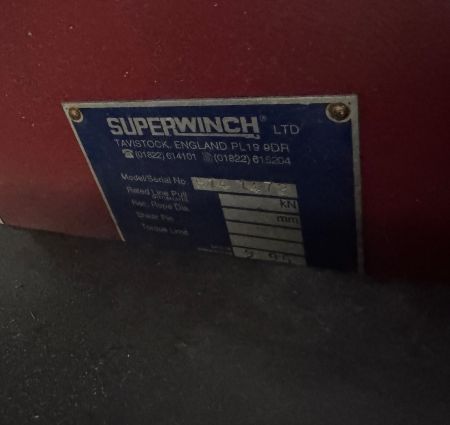 SUPERWINCH LTD
TAVISTOCK, ENGLAND PL19 9DR
☎(01822) 614101 (01822) 615204
Model/Serial No
Rated Line Pull kN
Rec. Rope Dia. mm
Shear Pin
Torque Limit